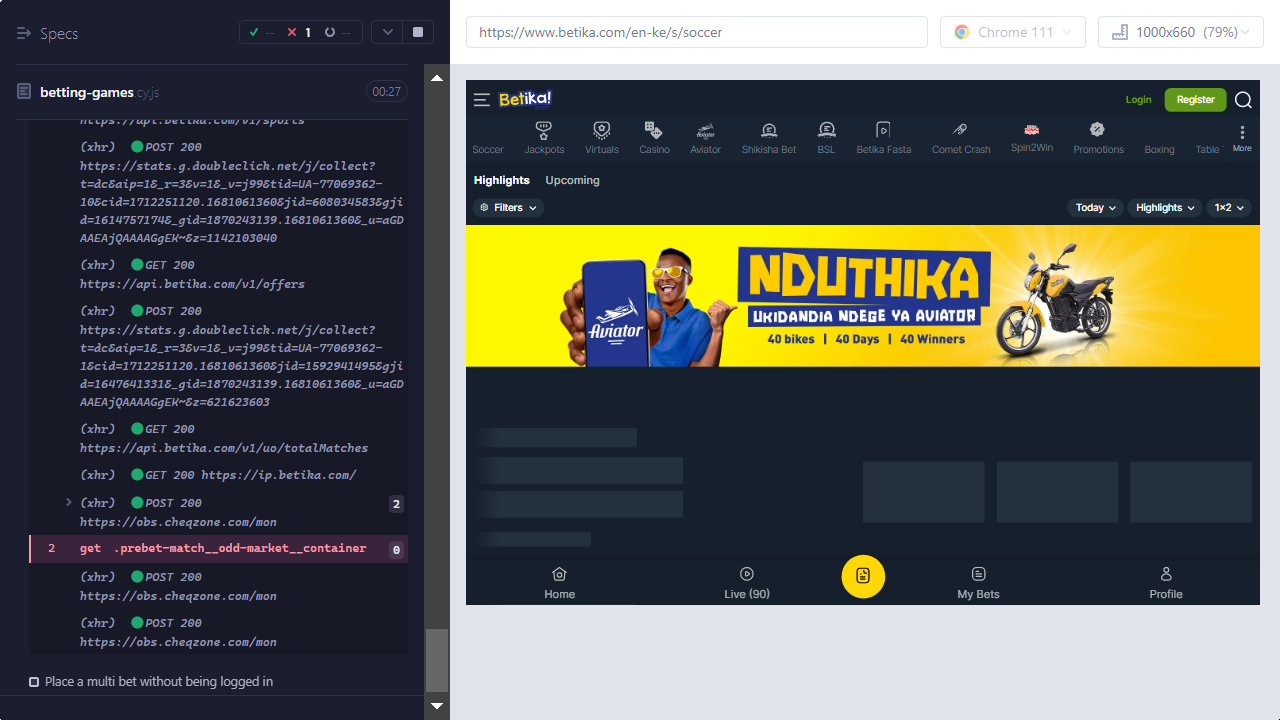 Specs
-- 1 --
betting-games.cy.js
00:27
https://api.betika.com/v1/sports
(xhr) POST 200
https://stats.g.doubleclick.net/j/collect?
t=dc&aip=1&_r=3&v=1&_v=j99&tid=UA-77069362-
10&cid=1712251120.1681061360&jid=608034583&gji
d=1614757174&_gid=1870243139.1681061360&_u=aGD
AAEAjQAAAAGgEK~&z=1142103040
(xhr) GET 200
https://api.betika.com/v1/offers
(xhr) POST 200
https://stats.g.doubleclick.net/j/collect?
t=dc&aip=1&_r=3&v=1&_v=j99&tid=UA-77069362-
1&cid=1712251120.1681061360&jid=1592941495&gji
d=1647641331&_gid=1870243139.1681061360&_u=aGD
AAEAjQAAAAGgEK~&z=621623603
(xhr) GET 200
https://api.betika.com/v1/uo/totalMatches
(xhr) GET 200 https://ip.betika.com/
(xhr) POST 200
https://obs.cheqzone.com/mon
2
2 get .prebet-match__odd-market__container 0
(xhr) POST 200
https://obs.cheqzone.com/mon
(xhr) POST 200
https://obs.cheqzone.com/mon
Place a multi bet without being logged in
https://www.betika.com/en-ke/s/soccer
Chrome 111
1000x660 (79%)
Betika!
Login
Register
Soccer
Jackpots
Virtuals
Casino
Aviator
Shikisha Bet
BSL
Betika Fasta
Comet Crash
Spin2Win
Promotions
Boxing
Table T
More
Highlights
Upcoming
Filters
Today
Highlights
1×2
Aviator
NDUTHIKA
UKIDANDIA NDEGE YA AVIATOR
40 bikes | 40 Days | 40 Winners
Home
Live (90)
My Bets
Profile